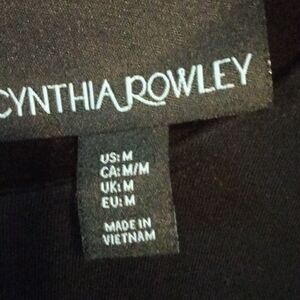 CYNTHIA ROWLEY
US: M
CA: M/M
UK: M
EU: M
MADE IN
VIETNAM